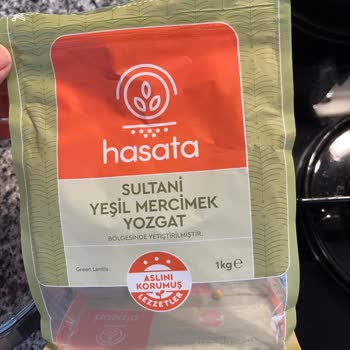 hasata
SULTANİ
YEŞİL MERCİMEK
YOZGAT
BÖLGESİNDE YETİŞTİRİLMİŞTİR.
Green Lentils
1kg℮
ASLINI
KORUMUŞ
LEZZETLER